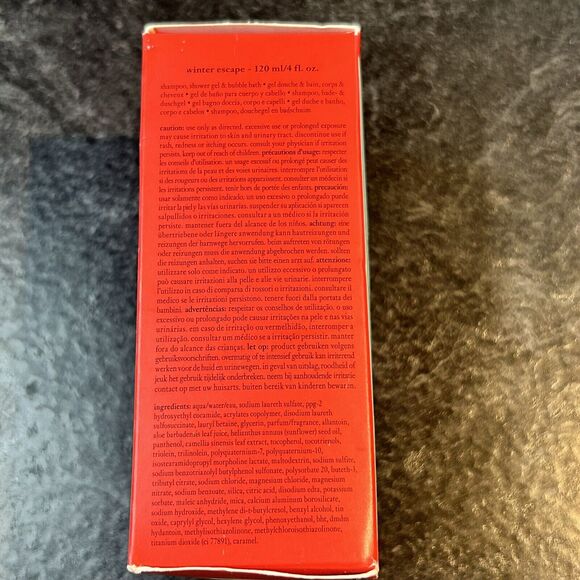 winter escape - 120 ml/4 fl. oz.
shampoo, shower gel & bubble bath • gel douche & bain, corps &
cheveux • gel de baño para cuerpo y cabello • shampoo, bade- &
duschgel • gel bagno doccia, corpo e capelli • gel duche e banho,
corpo e cabelos • shampoo, douchegel en badschuim
caution: use only as directed. excessive use or prolonged exposure
may cause irritation to skin and urinary tract. discontinue use if
rash, redness or itching occurs. consult your physician if irritation
persists. keep out of reach of children. précautions d'usage: respecter
les conseils d'utilisation. un usage excessif ou prolongé peut causer des
irritations de la peau et des voies urinaires. interrompre l'utilisation
si des rougeurs ou des irritations apparaissent. consulter un médecin si
les irritations persistent. tenir hors de portée des enfants. precaución:
usar solamente como indicado. un uso excesivo o prolongado puede
irritar la piel y las vías urinarias. suspender su aplicación si aparecen
salpullidos o irritaciones. consultar a un médico si la irritación
persiste. mantener fuera del alcance de los niños. achtung: eine
übertriebene oder längere anwendung kann hautreizungen und
reizungen der harnwege hervorrufen. beim auftreten von rötungen
oder reizungen muss die anwendung abgebrochen werden. sollten
die reizungen anhalten, suchen sie bitte einen arzt auf. attenzione:
utilizzare solo come indicato. un utilizzo eccessivo o prolungato
può causare irritazioni alla pelle e alle vie urinarie. interrompere
l'utilizzo in caso di comparsa di rossori o irritazioni. consultare il
medico se le irritazioni persistono. tenere fuori dalla portata dei
bambini. advertências: respeitar os conselhos de utilização. o uso
excessivo ou prolongado pode causar irritações na pele e nas vias
urinárias. em caso de irritação ou vermelhidão, interromper a
utilização. consultar um médico se a irritação persistir. manter
fora do alcance das crianças. let op: product gebruiken volgens
gebruiksvoorschriften. overmatig of te intensief gebruik kan irriterend
werken voor de huid en urinewegen. in geval van uitslag, roodheid of
jeuk het gebruik tijdelijk onderbreken. neem bij aanhoudende irritatie
contact op met uw huisarts. buiten bereik van kinderen bewaren.
ingredients: aqua/water/eau, sodium laureth sulfate, ppg-2
hydroxyethyl cocamide, acrylates copolymer, disodium laureth
sulfosuccinate, lauryl betaine, glycerin, parfum/fragrance, allantoin,
aloe barbadensis leaf juice, helianthus annuus (sunflower) seed oil,
panthenol, camellia sinensis leaf extract, tocopherol, tocotrienols,
triolein, trilinolein, polyquaternium-7, polyquaternium-10,
isostearamidopropyl morpholine lactate, maltodextrin, sodium sulfite,
sodium benzotriazolyl butylphenol sulfonate, polysorbate 20, buteth-3,
tributyl citrate, sodium chloride, magnesium chloride, magnesium
nitrate, sodium benzoate, silica, citric acid, disodium edta, potassium
sorbate, maleic anhydride, mica, calcium aluminum borosilicate,
sodium hydroxide, methylene di-t-butylcresol, benzyl alcohol, tin
oxide, caprylyl glycol, hexylene glycol, phenoxyethanol, bht, dmdm
hydantoin, methylisothiazolinone, methylchloroisothiazolinone,
titanium dioxide (ci 77891), caramel.